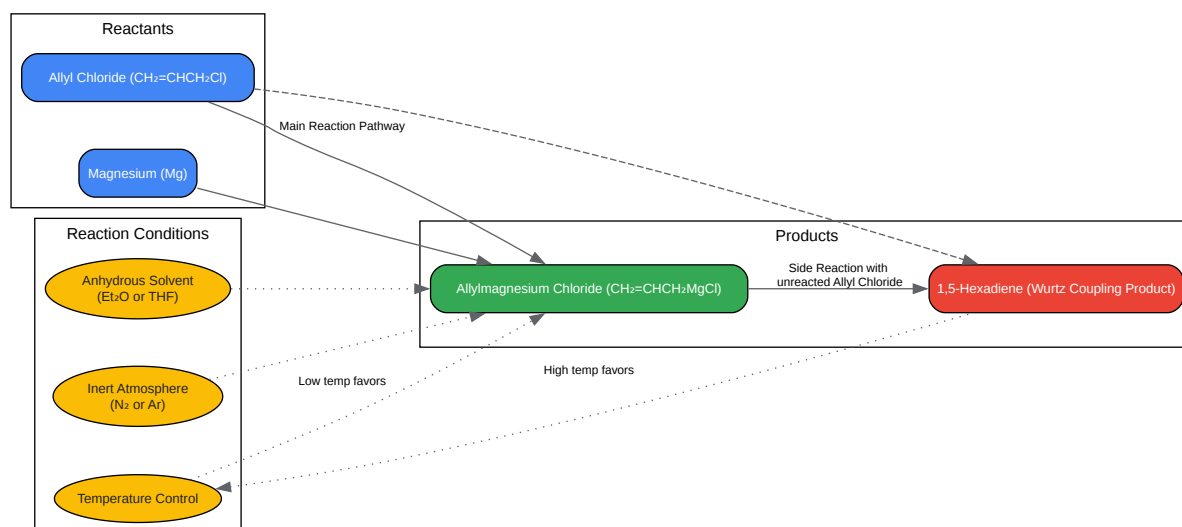 Reactants
Allyl Chloride (CH₂=CHCH₂Cl)
Main Reaction Pathway
Magnesium (Mg)
Reaction Conditions
Products
Anhydrous Solvent
(Et₂O or THF)
Allylmagnesium Chloride (CH₂=CHCH₂MgCl)
Side Reaction with
unreacted Allyl Chloride
1,5-Hexadiene (Wurtz Coupling Product)
Inert Atmosphere
(N₂ or Ar)
Low temp favors
High temp favors
Temperature Control